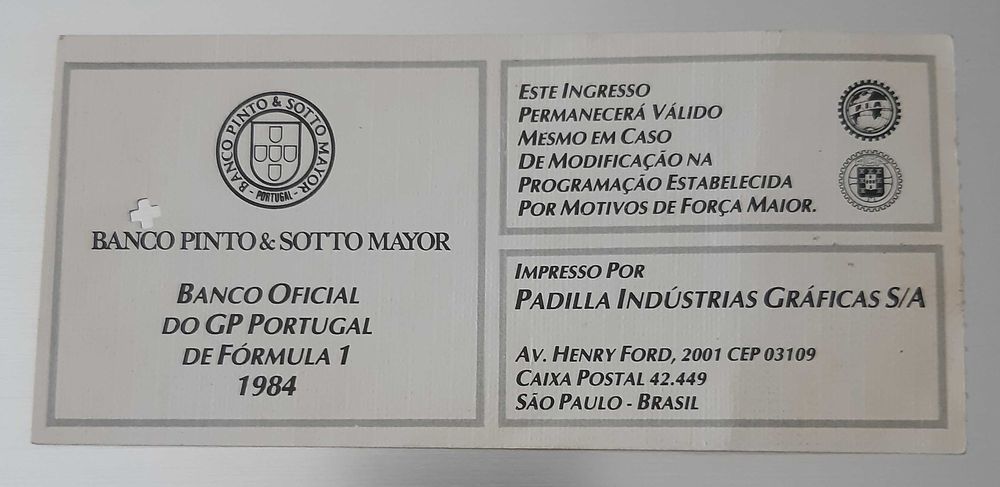 BANCO PINTO & SOTTO MAYOR
- PORTUGAL -
BANCO PINTO & SOTTO MAYOR
BANCO OFICIAL
DO GP PORTUGAL
DE FÓRMULA 1
1984
ESTE INGRESSO
PERMANECERÁ VÁLIDO
MESMO EM CASO
DE MODIFICAÇÃO NA
PROGRAMAÇÃO ESTABELECIDA
POR MOTIVOS DE FORÇA MAIOR.
FIA
IMPRESSO POR
PADILLA INDÚSTRIAS GRÁFICAS S/A
AV. HENRY FORD, 2001 CEP 03109
CAIXA POSTAL 42.449
SÃO PAULO - BRASIL